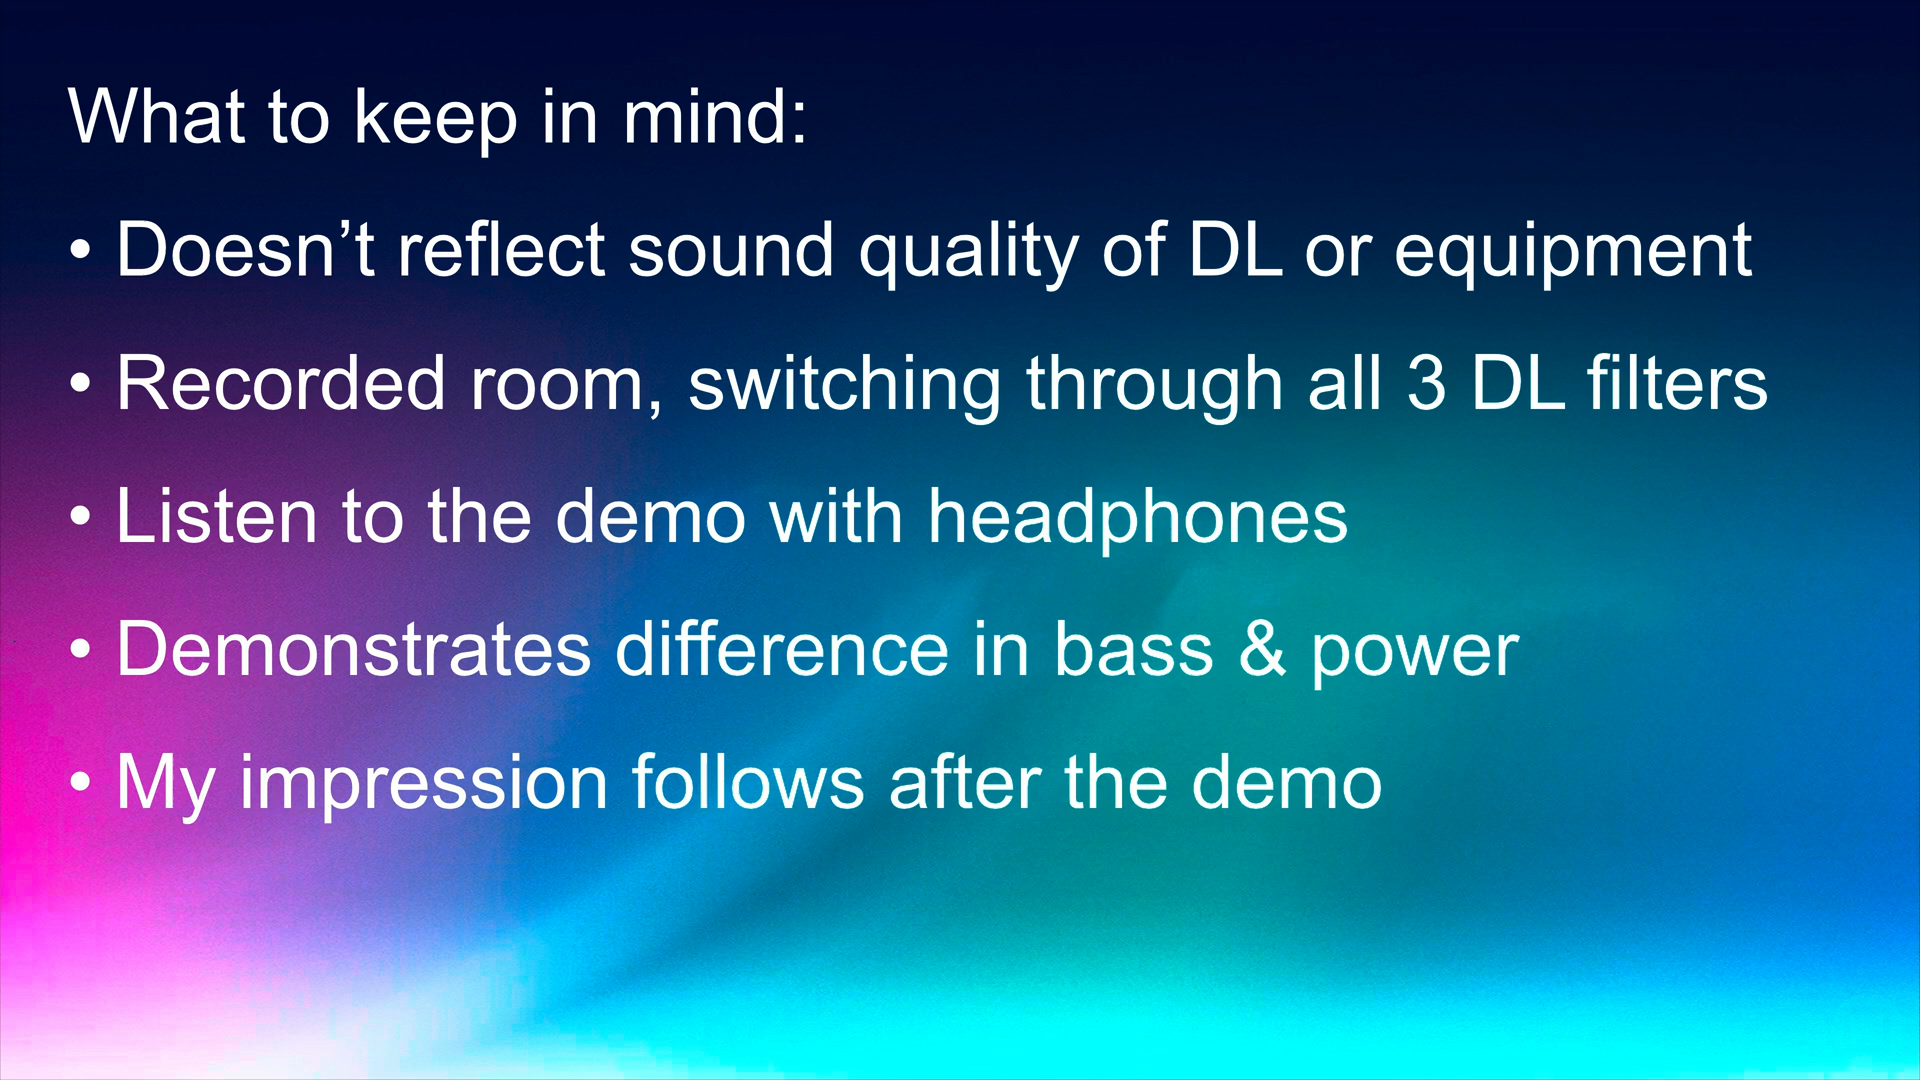 What to keep in mind:
• Doesn’t reflect sound quality of DL or equipment
• Recorded room, switching through all 3 DL filters
• Listen to the demo with headphones
• Demonstrates difference in bass & power
• My impression follows after the demo